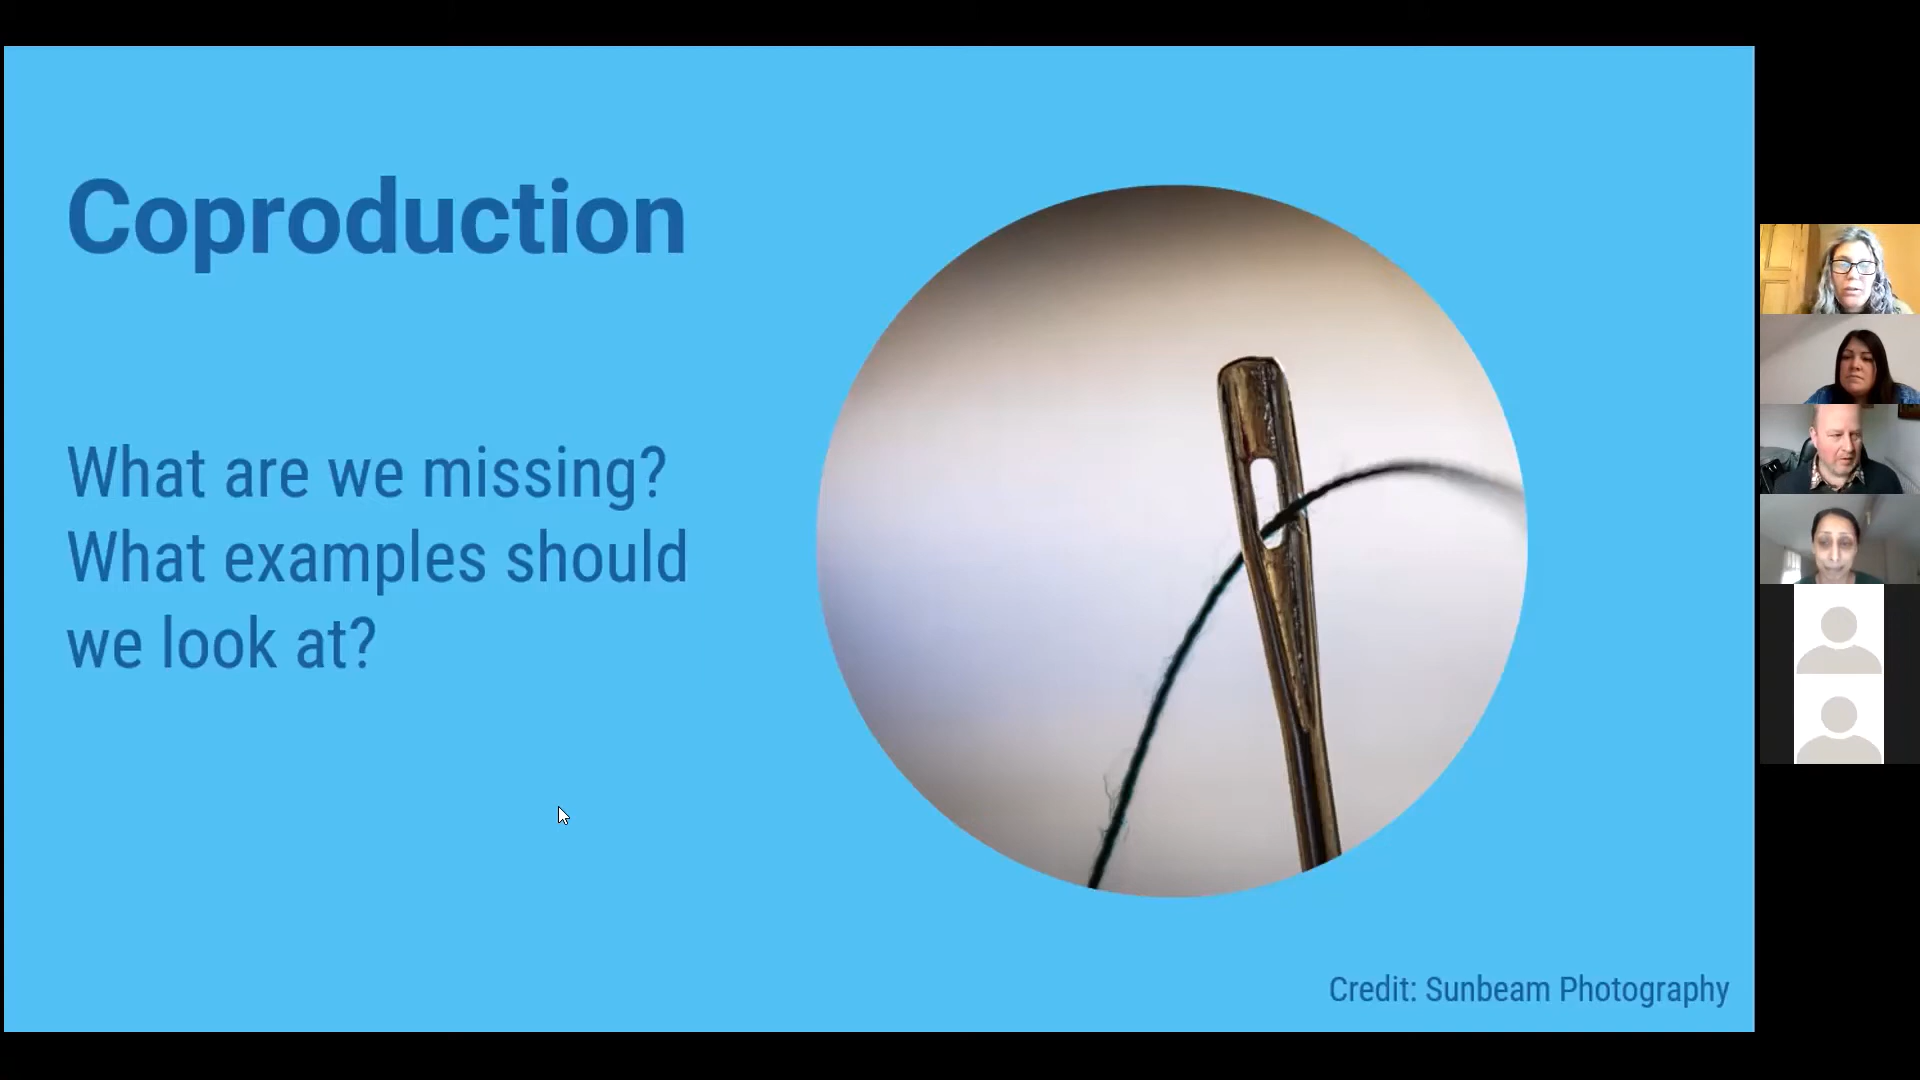 Coproduction
What are we missing?
What examples should
we look at?
Credit: Sunbeam Photography